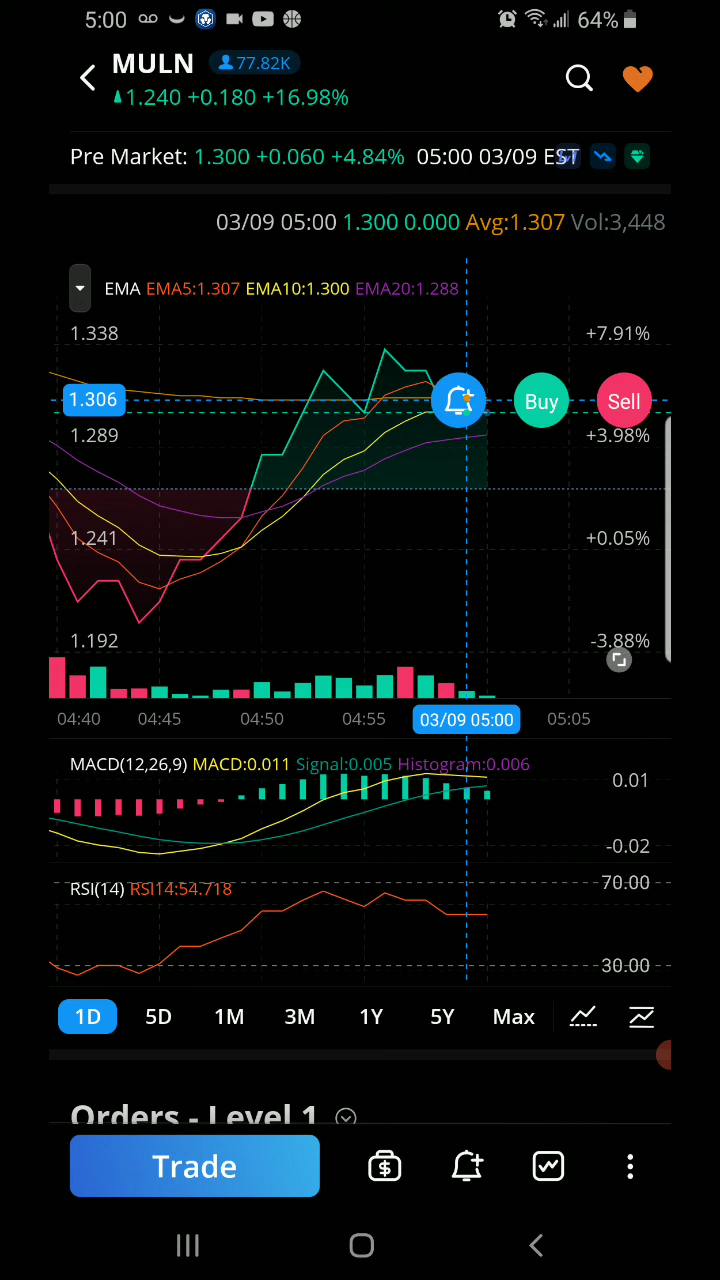 5:00 64%
MULN 77.82K
1.240 +0.180 +16.98%
Pre Market: 1.300 +0.060 +4.84% 05:00 03/09 EST
03/09 05:00 1.300 0.000 Avg:1.307 Vol:3,448
EMA EMA5:1.307 EMA10:1.300 EMA20:1.288
1.338 +7.91%
1.306 Buy Sell
1.289 +3.98%
1.241 +0.05%
1.192 -3.88%
04:40 04:45 04:50 04:55 03/09 05:00 05:05
MACD(12,26,9) MACD:0.011 Signal:0.005 Histogram:0.006
0.01
-0.02
RSI(14) RSI14:54.718 70.00
30.00
1D 5D 1M 3M 1Y 5Y Max
Orders - Level 1
Trade